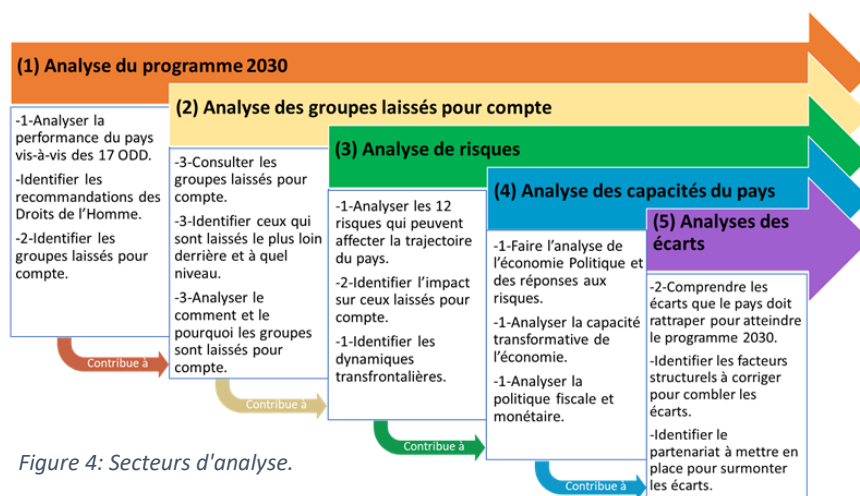 (1) Analyse du programme 2030
-1-Analyser la
performance du pays
vis-à-vis des 17 ODD.
-Identifier les
recommandations des
Droits de l'Homme.
-2-Identifier les
groupes laissés pour
compte.
Contribue à
(2) Analyse des groupes laissés pour compte
-3-Consulter les
groupes laissés pour
compte.
-3-Identifier ceux qui
sont laissés le plus loin
derrière et à quel
niveau.
-3-Analyser le
comment et le
pourquoi les groupes
sont laissés pour
compte.
Contribue à
(3) Analyse de risques
-1-Analyser les 12
risques qui peuvent
affecter la trajectoire
du pays.
-2-Identifier l'impact
sur ceux laissés pour
compte.
-1-Identifier les
dynamiques
transfrontalières.
Contribue à
(4) Analyse des capacités du pays
-1-Faire l'analyse de
l'économie Politique et
des réponses aux
risques.
-1-Analyser la capacité
transformative de
l'économie.
-1-Analyser la
politique fiscale et
monétaire.
Contribue à
(5) Analyses des
écarts
-2-Comprendre les
écarts que le pays doit
rattraper pour atteindre
le programme 2030.
-Identifier les facteurs
structurels à corriger
pour combler les
écarts.
-Identifier le
partenariat à mettre en
place pour surmonter
les écarts.
Figure 4: Secteurs d'analyse.